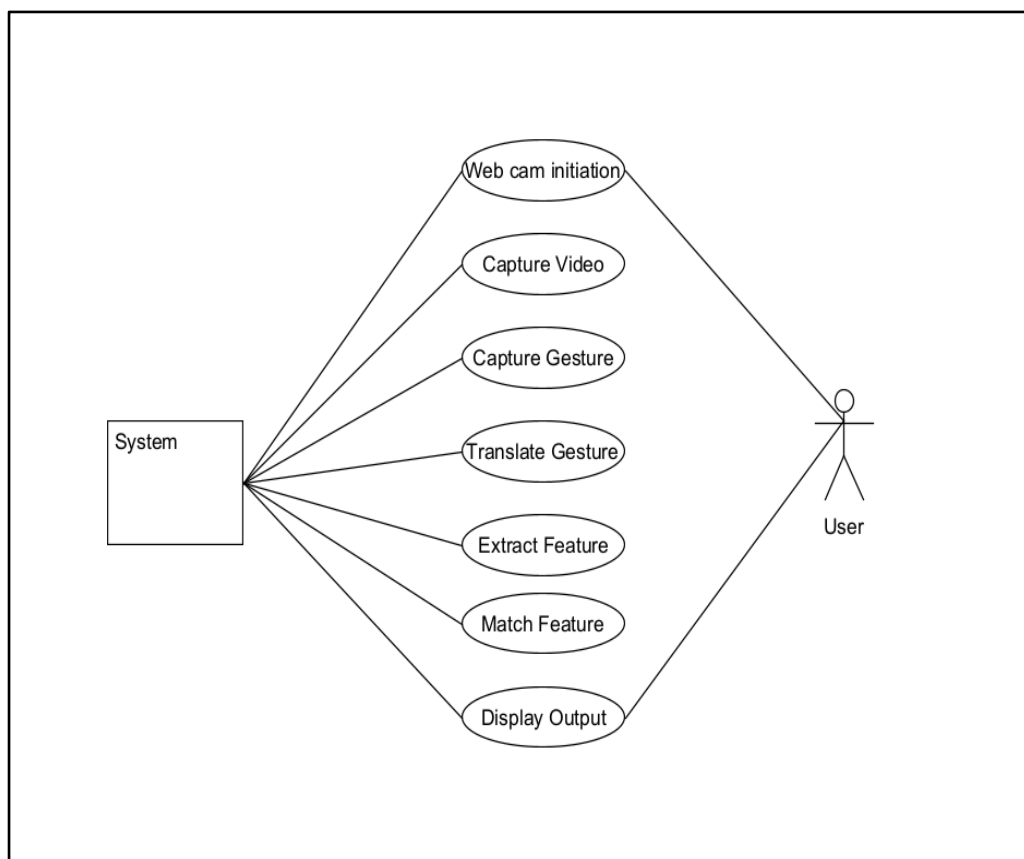 Web cam initiation
Capture Video
Capture Gesture
System
Translate Gesture
User
Extract Feature
Match Feature
Display Output